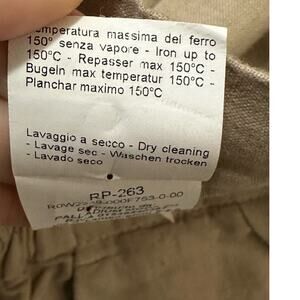 temperatura massima del ferro
150° senza vapore - Iron up to
150°C - Repasser max 150°C -
Bugeln max temperatur 150°C -
Planchar maximo 150°C
Lavaggio a secco - Dry cleaning
- Lavage sec - Waschen trocken
- Lavado seco
RP-263